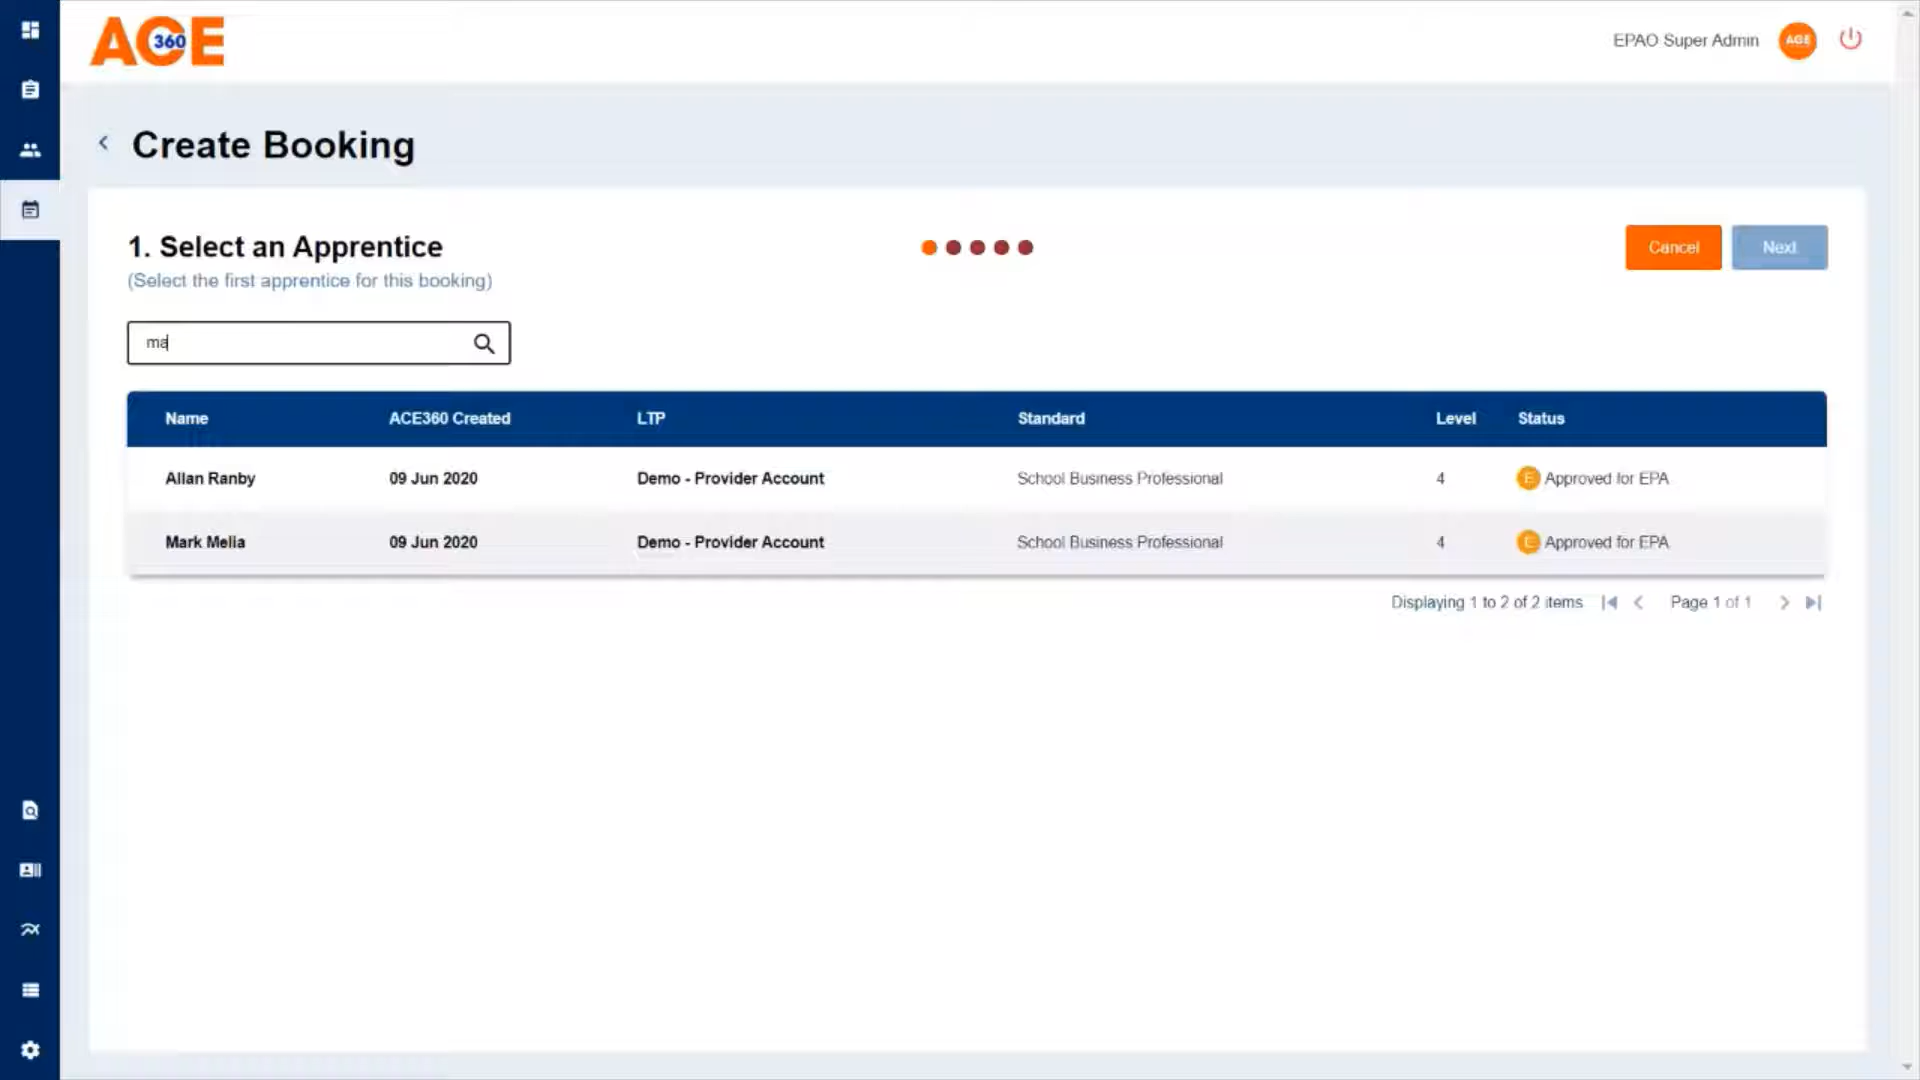 ACE 360
EPAO Super Admin
ACE
Create Booking
1. Select an Apprentice
(Select the first apprentice for this booking)
Cancel
Next
ma
Name ACE360 Created LTP Standard Level Status
Allan Ranby 09 Jun 2020 Demo - Provider Account School Business Professional 4 E Approved for EPA
Mark Melia 09 Jun 2020 Demo - Provider Account School Business Professional 4 E Approved for EPA
Displaying 1 to 2 of 2 items Page 1 of 1